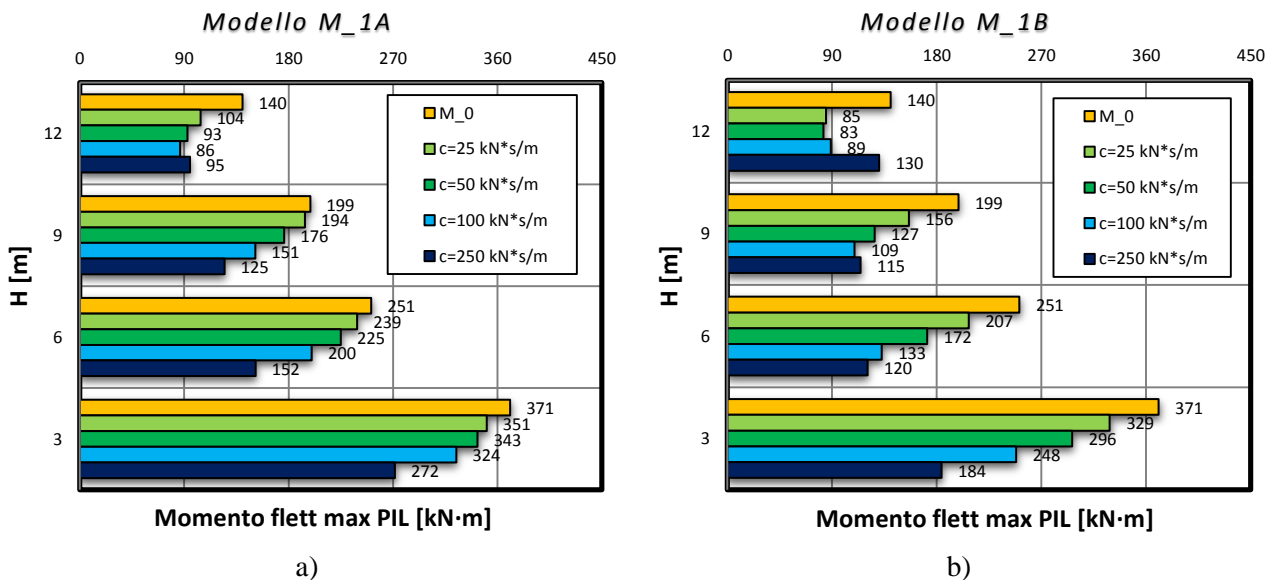 Modello M_1A
0 90 180 270 360 450
H [m]
12
140
104
93
86
95
9
199
194
176
151
125
6
251
239
225
200
152
3
371
351
343
324
272
M_0
c=25 kN*s/m
c=50 kN*s/m
c=100 kN*s/m
c=250 kN*s/m
Momento flett max PIL [kN·m]
a)
Modello M_1B
0 90 180 270 360 450
H [m]
12
140
85
83
89
130
9
199
156
127
109
115
6
251
207
172
133
120
3
371
329
296
248
184
M_0
c=25 kN*s/m
c=50 kN*s/m
c=100 kN*s/m
c=250 kN*s/m
Momento flett max PIL [kN·m]
b)